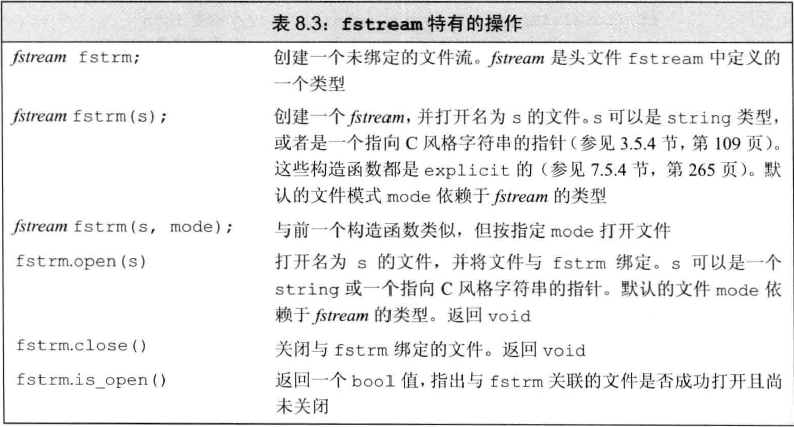 表 8.3：fstream 特有的操作
fstream fstrm; 创建一个未绑定的文件流。fstream 是头文件 fstream 中定义的
一个类型
fstream fstrm(s); 创建一个 fstream，并打开名为 s 的文件。s 可以是 string 类型，
或者是一个指向 C 风格字符串的指针（参见 3.5.4 节，第 109 页）。
这些构造函数都是 explicit 的（参见 7.5.4 节，第 265 页）。默
认的文件模式 mode 依赖于 fstream 的类型
fstream fstrm(s, mode); 与前一个构造函数类似，但按指定 mode 打开文件
fstrm.open(s) 打开名为 s 的文件，并将文件与 fstrm 绑定。s 可以是一个
string 或一个指向 C 风格字符串的指针。默认的文件 mode 依
赖于 fstream 的类型。返回 void
fstrm.close() 关闭与 fstrm 绑定的文件。返回 void
fstrm.is_open() 返回一个 bool 值，指出与 fstrm 关联的文件是否成功打开且尚
未关闭